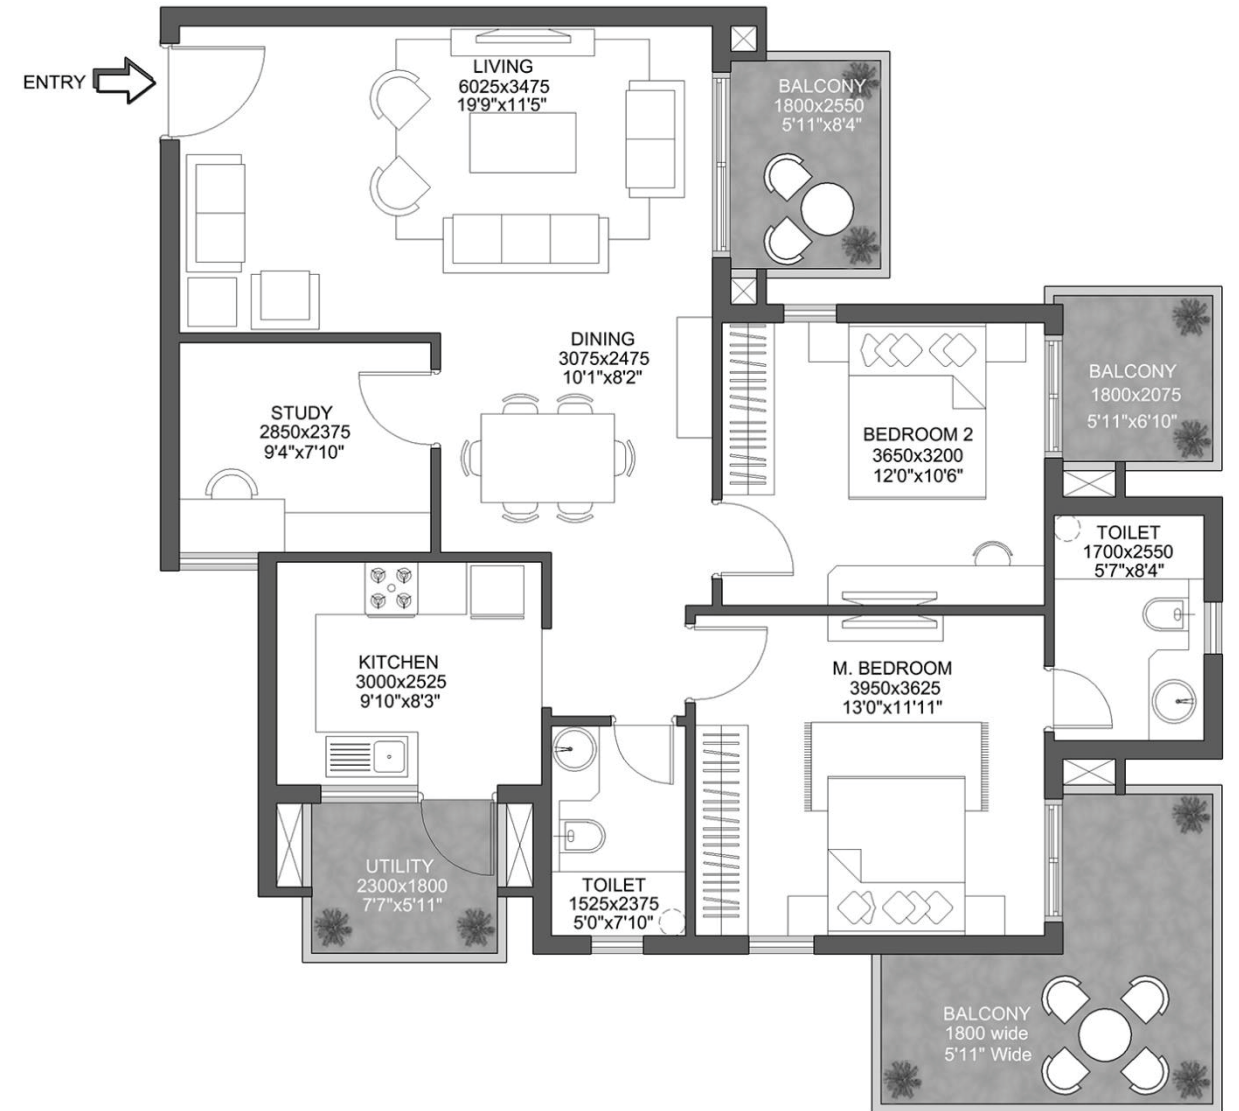 ENTRY
LIVING
6025x3475
19'9"x11'5"
BALCONY
1800x2550
5'11"x8'4"
DINING
3075x2475
10'1"x8'2"
BALCONY
1800x2075
5'11"x6'10"
STUDY
2850x2375
9'4"x7'10"
BEDROOM 2
3650x3200
12'0"x10'6"
TOILET
1700x2550
5'7"x8'4"
KITCHEN
3000x2525
9'10"x8'3"
M. BEDROOM
3950x3625
13'0"x11'11"
UTILITY
2300x1800
7'7"x5'11"
TOILET
1525x2375
5'0"x7'10"
BALCONY
1800 wide
5'11" Wide